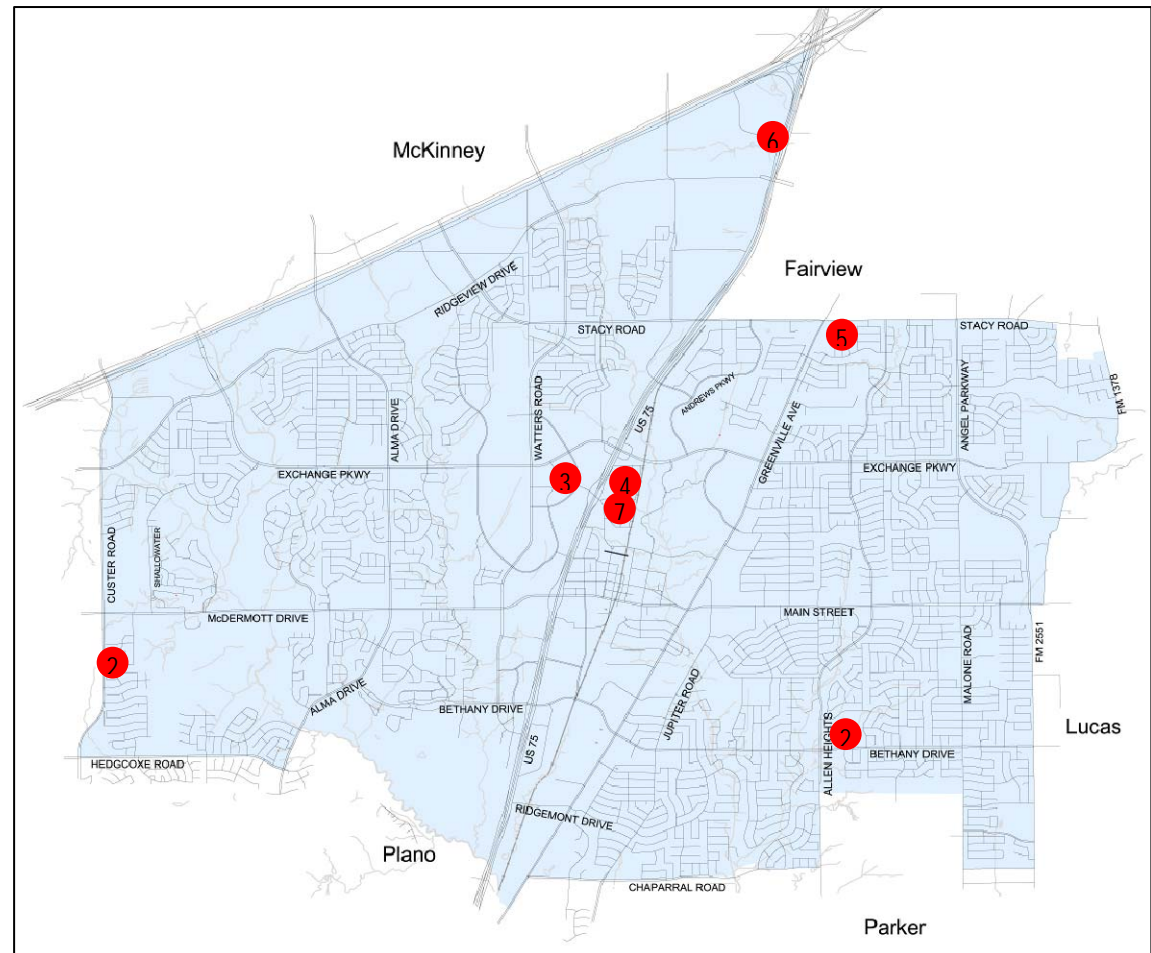 6
McKinney
Fairview
RIDGEVIEW DRIVE
STACY ROAD
STACY ROAD
5
ANDREWS PKWY
US 75
WATTERS ROAD
ALMA DRIVE
GREENVILLE AVE
ANGEL PARKWAY
FM 1378
EXCHANGE PKWY
EXCHANGE PKWY
3
4
7
CUSTER ROAD
SHALLOWATER
McDERMOTT DRIVE
MAIN STREET
2
ALMA DRIVE
BETHANY DRIVE
JUPITER ROAD
MALONE ROAD
FM 2551
Lucas
US 75
ALLEN HEIGHTS
2
BETHANY DRIVE
HEDGCOXE ROAD
RIDGEMONT DRIVE
Plano
CHAPARRAL ROAD
Parker